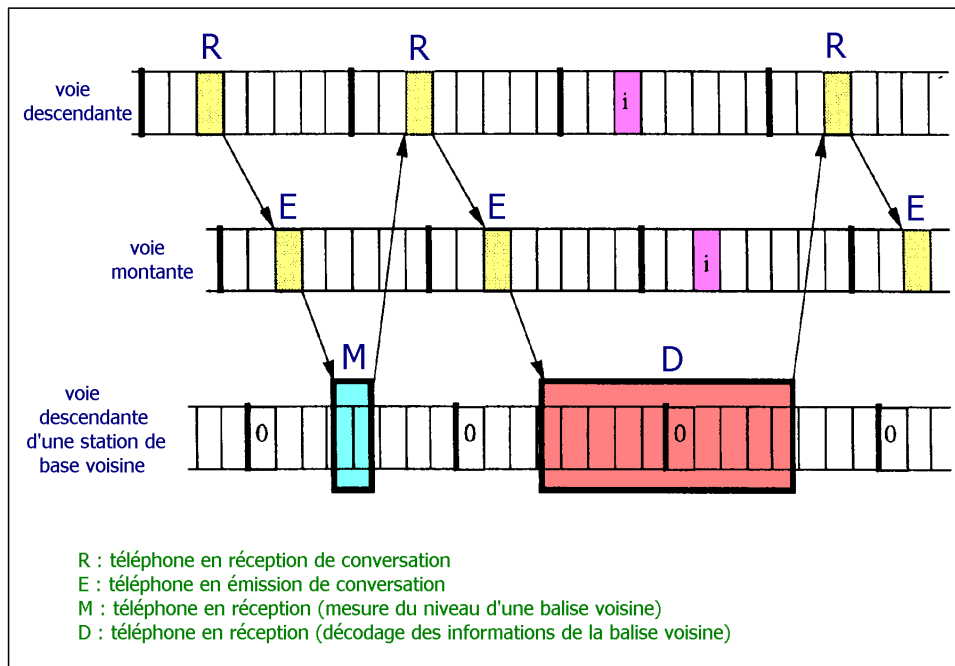 R R R
voie
descendante
i
E E E
voie
montante
i
M D
voie
descendante
d'une station de
base voisine
0 0 0 0
R : téléphone en réception de conversation
E : téléphone en émission de conversation
M : téléphone en réception (mesure du niveau d'une balise voisine)
D : téléphone en réception (décodage des informations de la balise voisine)